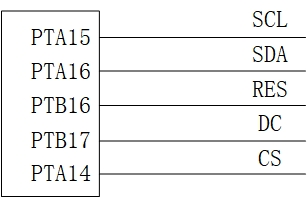 PTA15 SCL
PTA16 SDA
PTB16 RES
PTB17 DC
PTA14 CS